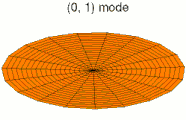 (0, 1) mode